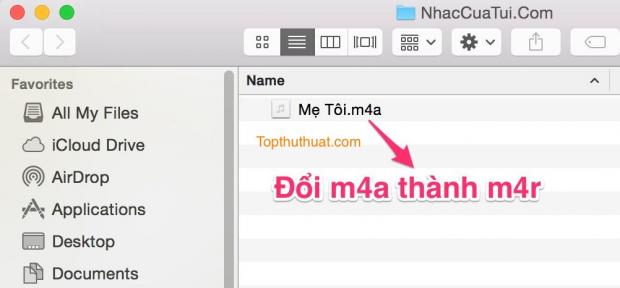 NhacCuaTui.Com
Favorites
All My Files
iCloud Drive
AirDrop
Applications
Desktop
Documents
Name
Mẹ Tôi.m4a
Topthuthuat.com
Đổi m4a thành m4r